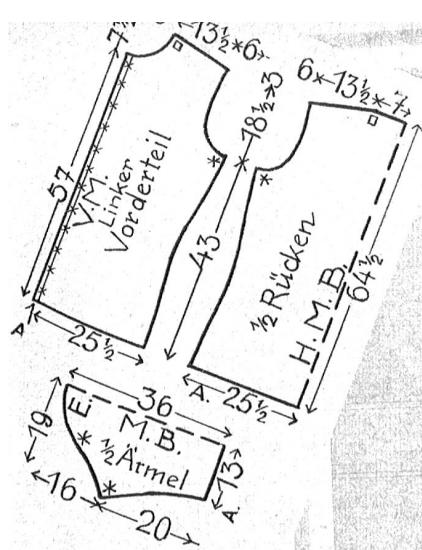 13½*6
7
57
V.M.
Linker
Vorderteil
A
25½
18½→3
43
6 13½ 7
½ Rücken
H.M.B.
64½
A. 25½
36
E.
M.B.
½ Ärmel
19
13
A.
16
20